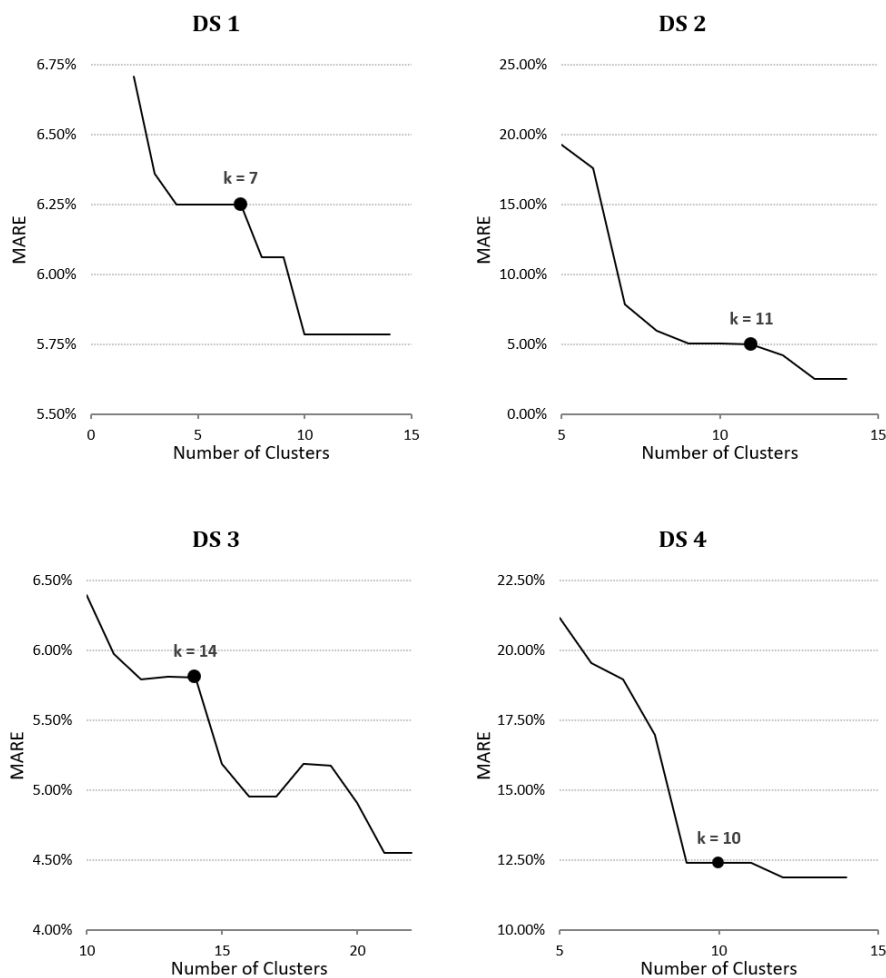 DS 1
6.75%
6.50%
6.25%
6.00%
5.75%
5.50%
MARE
k = 7
0
5
10
15
Number of Clusters
DS 2
25.00%
20.00%
15.00%
10.00%
5.00%
0.00%
MARE
k = 11
5
10
15
Number of Clusters
DS 3
6.50%
6.00%
5.50%
5.00%
4.50%
4.00%
MARE
k = 14
10
15
20
Number of Clusters
DS 4
22.50%
20.00%
17.50%
15.00%
12.50%
10.00%
MARE
k = 10
5
10
15
Number of Clusters